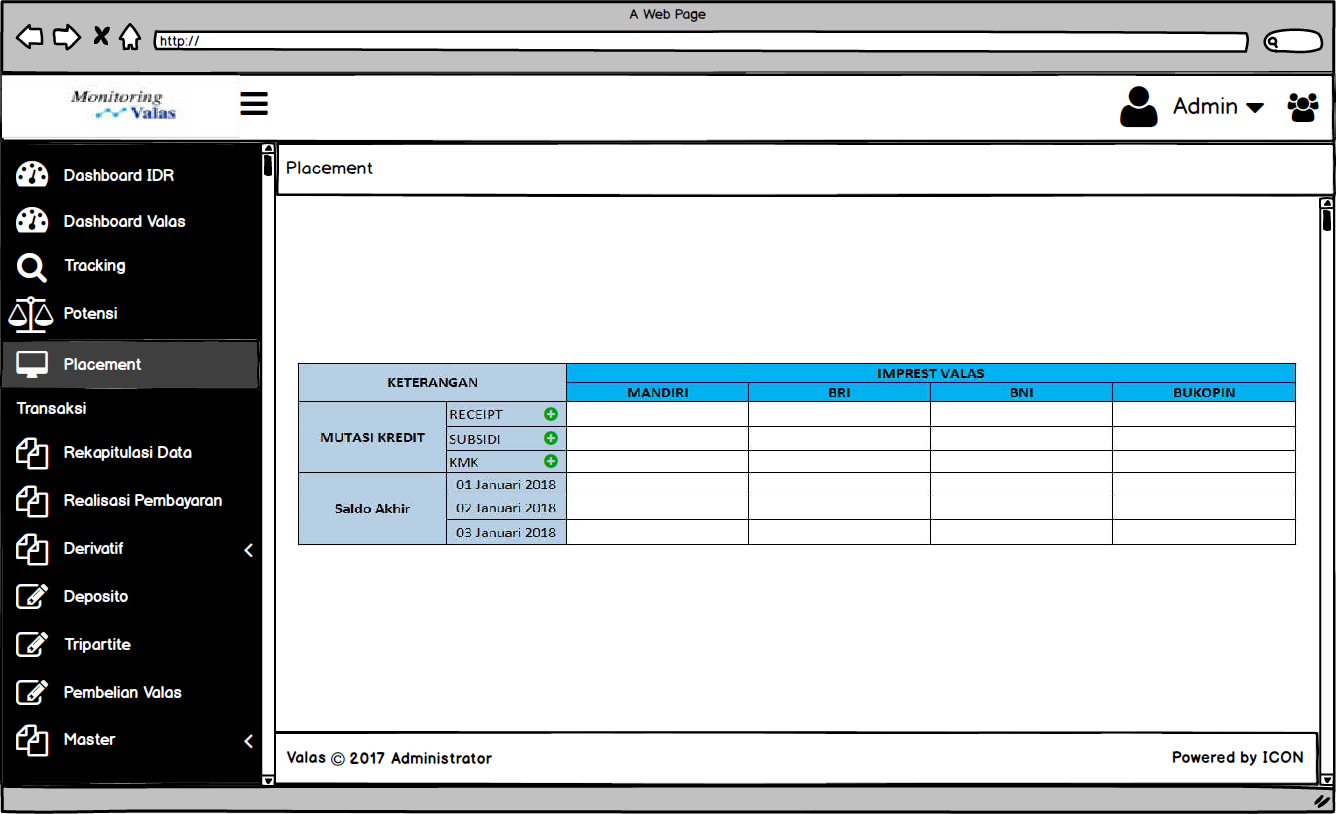 A Web Page
http://
Monitoring
Valas
Admin
Placement
Dashboard IDR
Dashboard Valas
Tracking
Potensi
Placement
Transaksi
Rekapitulasi Data
Realisasi Pembayaran
Derivatif
Deposito
Tripartite
Pembelian Valas
Master
KETERANGAN
IMPREST VALAS
MANDIRI BRI BNI BUKOPIN
MUTASI KREDIT
RECEIPT
SUBSIDI
KMK
Saldo Akhir
01 Januari 2018
02 Januari 2018
03 Januari 2018
Valas © 2017 Administrator
Powered by ICON